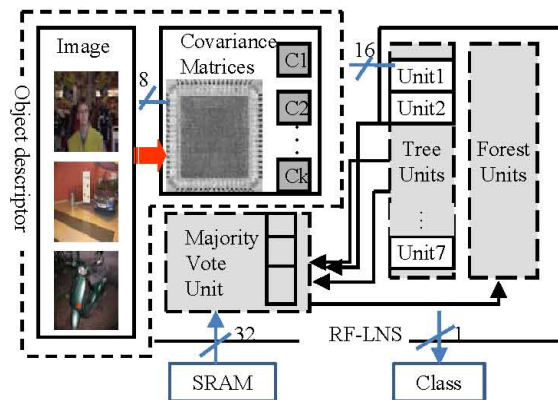 Object descriptor
Image
Covariance
Matrices
8
C1
C2
⋮
Ck
16
Unit1
Unit2
Tree
Units
⋮
Unit7
Forest
Units
Majority
Vote
Unit
32
RF-LNS
1
SRAM
Class